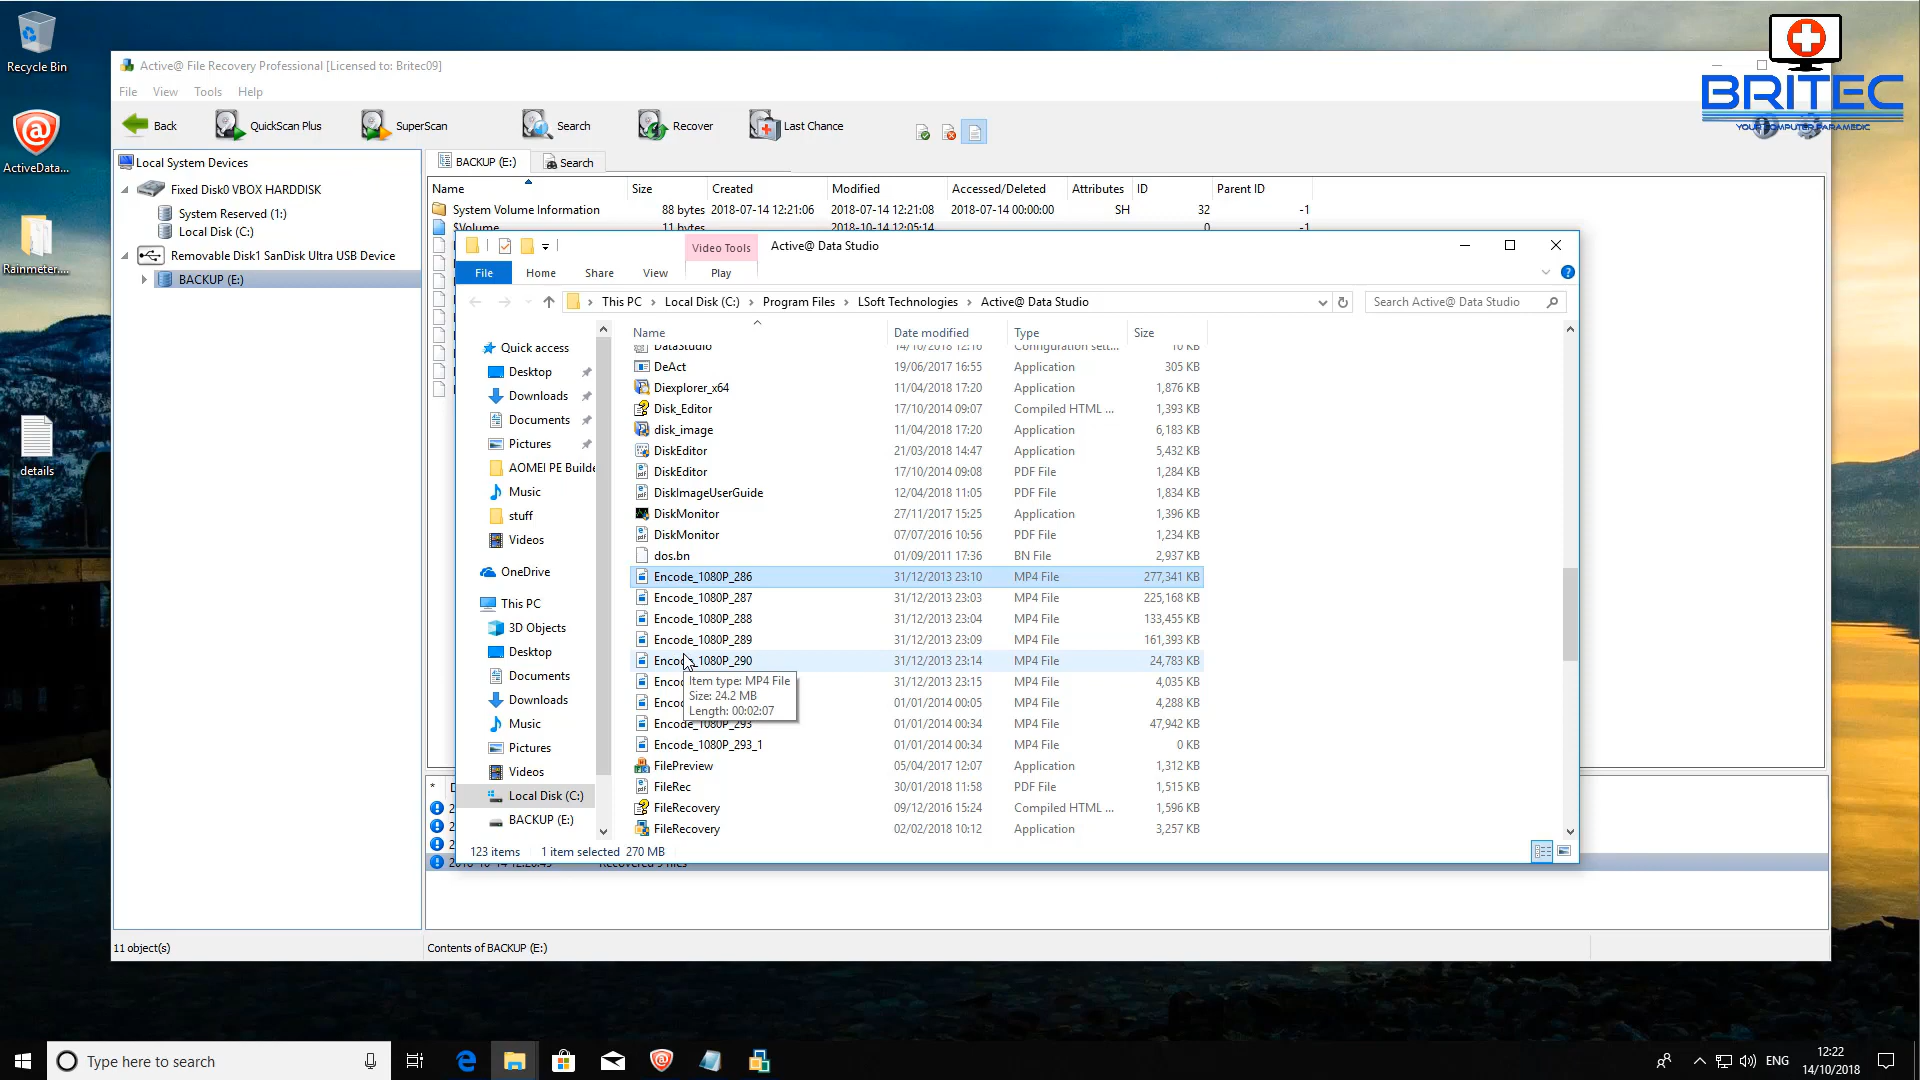 Recycle Bin
ActiveData...
Rainmeter....
details
BRITEC
YOUR COMPUTER PARAMEDIC
Active@ File Recovery Professional [Licensed to: Britec09]
File View Tools Help
Back QuickScan Plus SuperScan Search Recover Last Chance
Local System Devices
Fixed Disk0 VBOX HARDDISK
System Reserved (1:)
Local Disk (C:)
Removable Disk1 SanDisk Ultra USB Device
BACKUP (E:)
BACKUP (E:) Search
Name Size Created Modified Accessed/Deleted Attributes ID Parent ID
System Volume Information 88 bytes 2018-07-14 12:21:06 2018-07-14 12:21:08 2018-07-14 00:00:00 SH 32 -1
$Volume 11 bytes 2018-10-14 12:05:14 -1
Video Tools Active@ Data Studio
File Home Share View Play
This PC Local Disk (C:) Program Files LSoft Technologies Active@ Data Studio
Search Active@ Data Studio
Quick access
Desktop
Downloads
Documents
Pictures
AOMEI PE Builde
Music
stuff
Videos
OneDrive
This PC
3D Objects
Desktop
Documents
Downloads
Music
Pictures
Videos
Local Disk (C:)
BACKUP (E:)
Name Date modified Type Size
DataStudio 14/10/2018 12:16 Configuration sett... 10 KB
DeAct 19/06/2017 16:55 Application 305 KB
Diexplorer_x64 11/04/2018 17:20 Application 1,876 KB
Disk_Editor 17/10/2014 09:07 Compiled HTML ... 1,393 KB
disk_image 11/04/2018 17:20 Application 6,183 KB
DiskEditor 21/03/2018 14:47 Application 5,432 KB
DiskEditor 17/10/2014 09:08 PDF File 1,284 KB
DiskImageUserGuide 12/04/2018 11:05 PDF File 1,834 KB
DiskMonitor 27/11/2017 15:25 Application 1,396 KB
DiskMonitor 07/07/2016 10:56 PDF File 1,234 KB
dos.bn 01/09/2011 17:36 BN File 2,937 KB
Encode_1080P_286 31/12/2013 23:10 MP4 File 277,341 KB
Encode_1080P_287 31/12/2013 23:03 MP4 File 225,168 KB
Encode_1080P_288 31/12/2013 23:04 MP4 File 133,455 KB
Encode_1080P_289 31/12/2013 23:09 MP4 File 161,393 KB
Encode_1080P_290 31/12/2013 23:14 MP4 File 24,783 KB
Enco 31/12/2013 23:15 MP4 File 4,035 KB
Enco 01/01/2014 00:05 MP4 File 4,288 KB
Encode_1080P_293 01/01/2014 00:34 MP4 File 47,942 KB
Encode_1080P_293_1 01/01/2014 00:34 MP4 File 0 KB
FilePreview 05/04/2017 12:07 Application 1,312 KB
FileRec 30/01/2018 11:58 PDF File 1,515 KB
FileRecovery 09/12/2016 15:24 Compiled HTML ... 1,596 KB
FileRecovery 02/02/2018 10:12 Application 3,257 KB
Item type: MP4 File
Size: 24.2 MB
Length: 00:02:07
123 items 1 item selected 270 MB
Recovered 9 files
11 object(s) Contents of BACKUP (E:)
Type here to search
ENG
12:22
14/10/2018